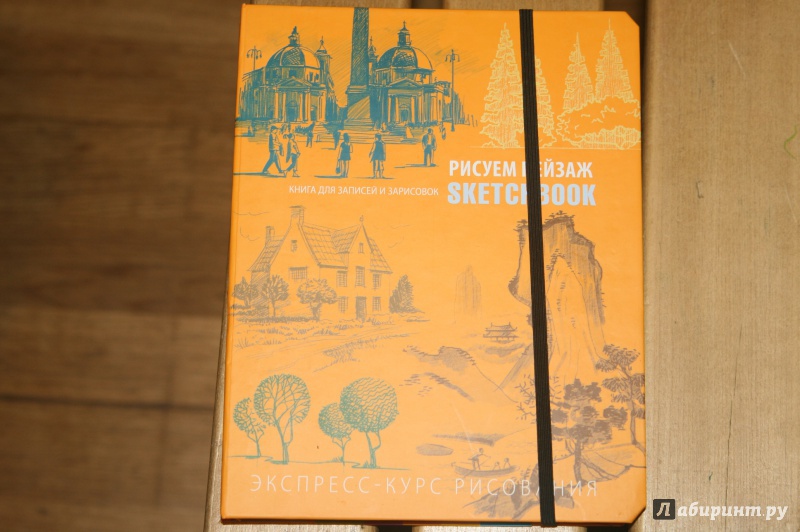 РИСУЕМ ПЕЙЗАЖ
КНИГА ДЛЯ ЗАПИСЕЙ И ЗАРИСОВОК
SKETCHBOOK
ЭКСПРЕСС-КУРС РИСОВАНИЯ
Лабиринт.ру